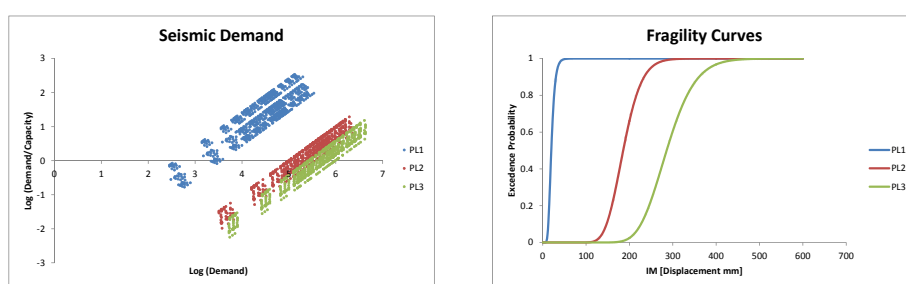 Seismic Demand
3
2
1
0
-1
-2
-3
0 1 2 3 4 5 6 7
Log (Demand/Capacity)
Log (Demand)
PL1
PL2
PL3
Fragility Curves
1
0.8
0.6
0.4
0.2
0
0 100 200 300 400 500 600 700
Excedence Probability
IM [Displacement mm]
PL1
PL2
PL3